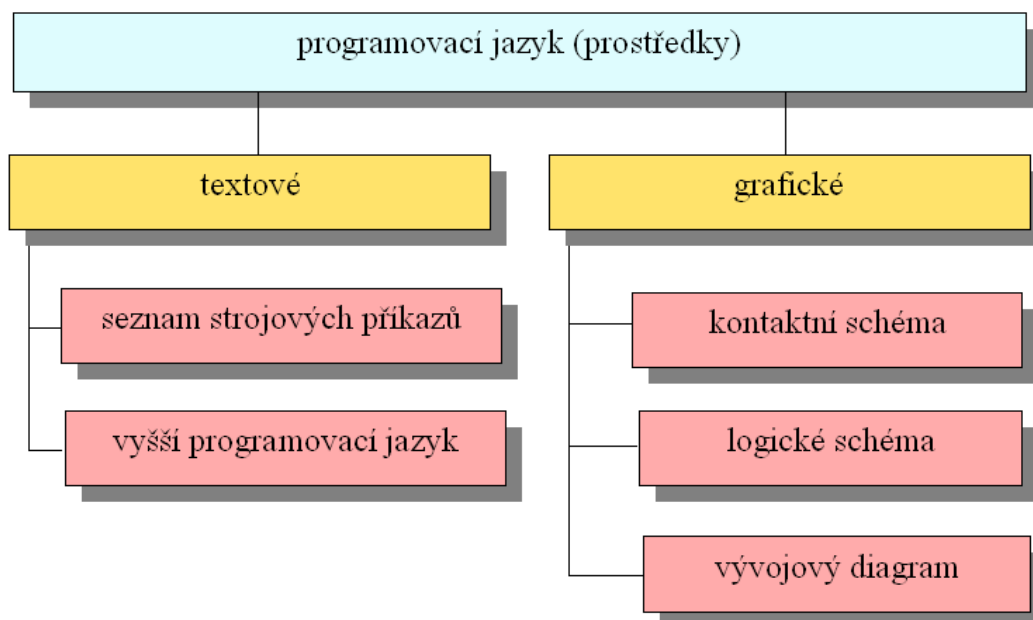 programovací jazyk (prostředky)
textové
grafické
seznam strojových příkazů
kontaktní schéma
vyšší programovací jazyk
logické schéma
vývojový diagram